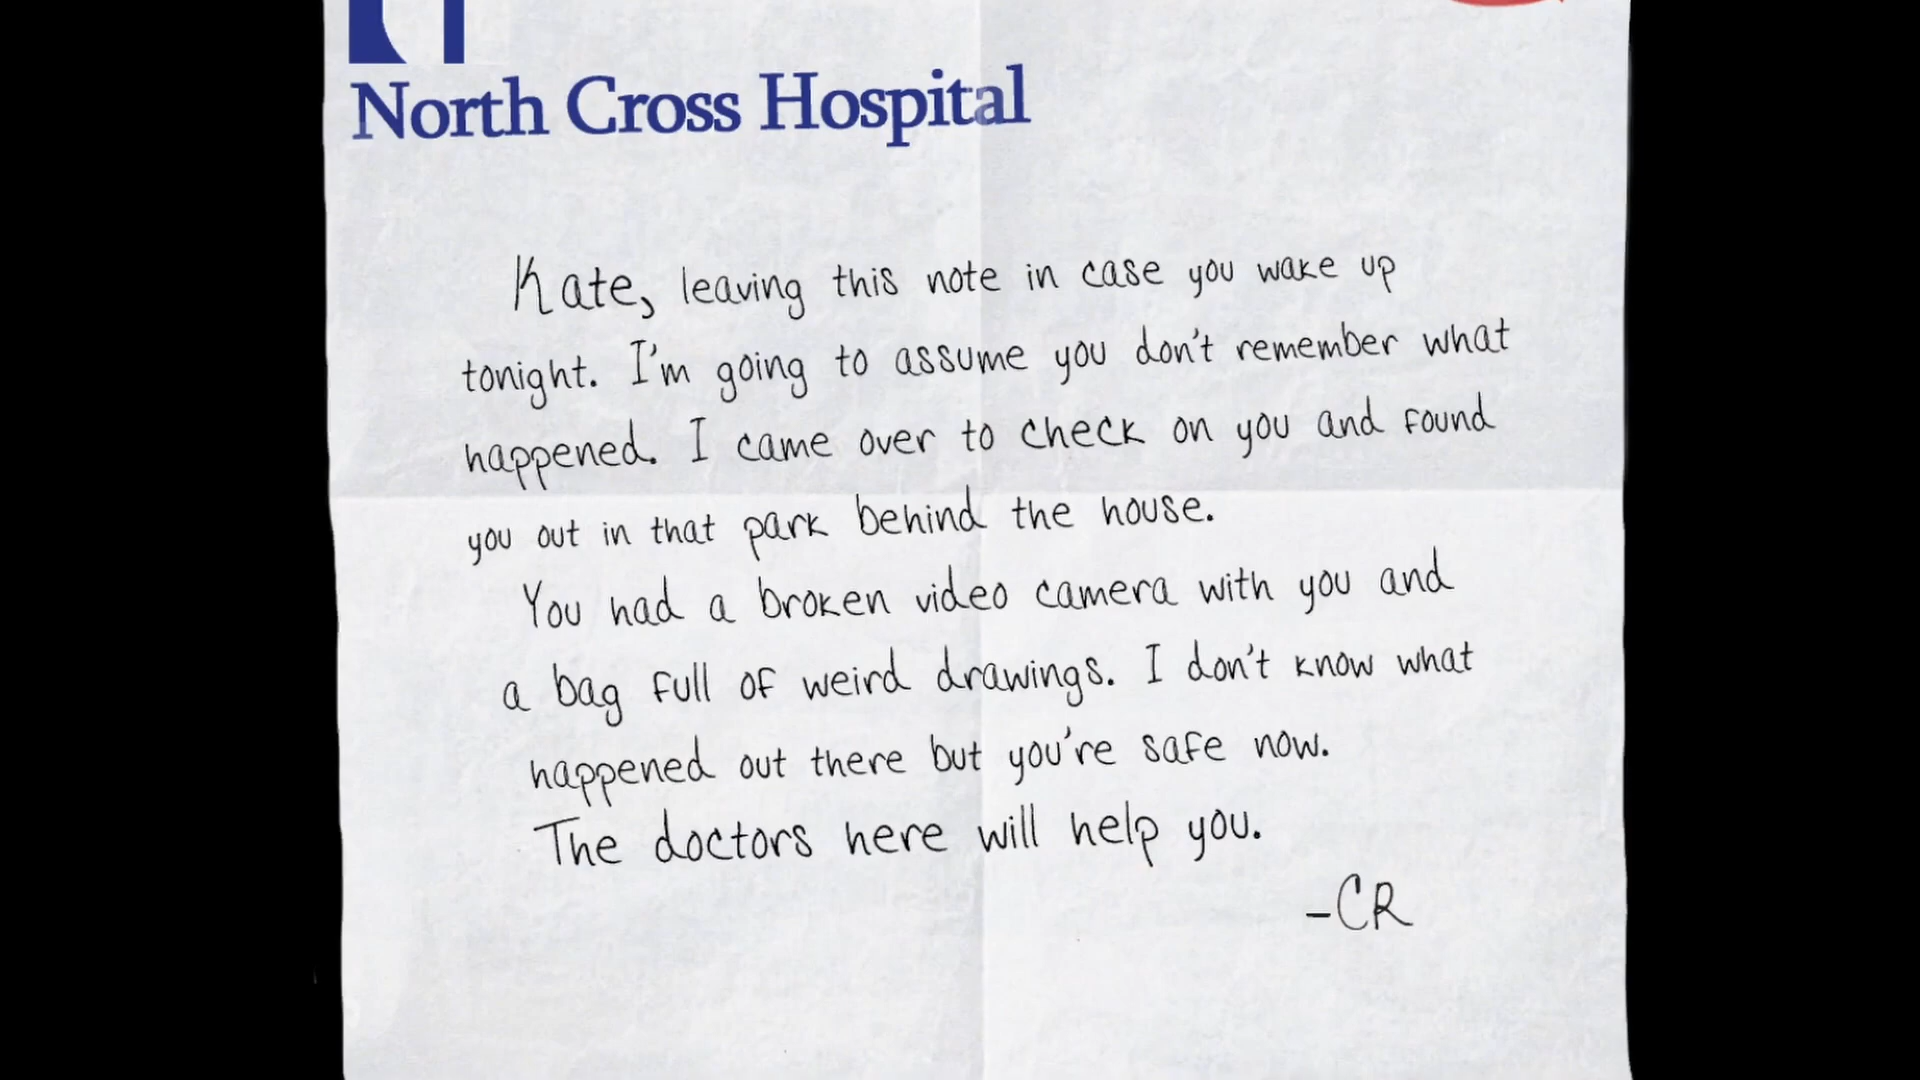 North Cross Hospital
Kate, leaving this note in case you wake up
tonight. I'm going to assume you don't remember what
happened. I came over to check on you and found
you out in that park behind the house.
You had a broken video camera with you and
a bag full of weird drawings. I don't know what
happened out there but you're safe now.
The doctors here will help you.
-CR